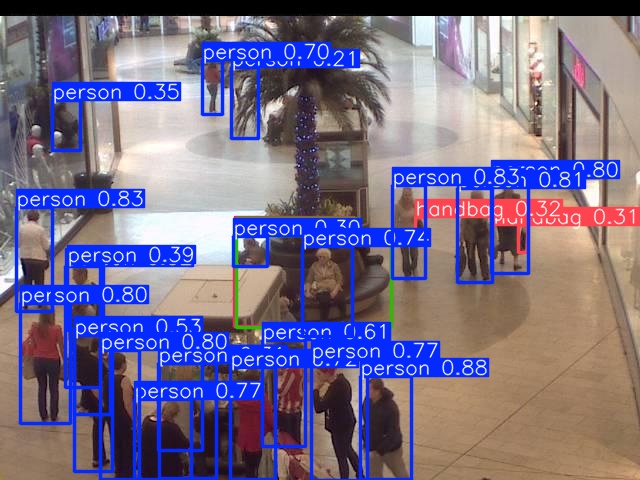 person 0.70
person 0.21
person 0.35
person 0.83
person 0.80
person 0.81
person 0.83
handbag 0.32
handbag 0.31
person 0.30
person 0.74
person 0.39
person 0.80
person 0.53
person 0.61
person 0.80
person 0.77
person 0.72
person 0.88
person 0.77